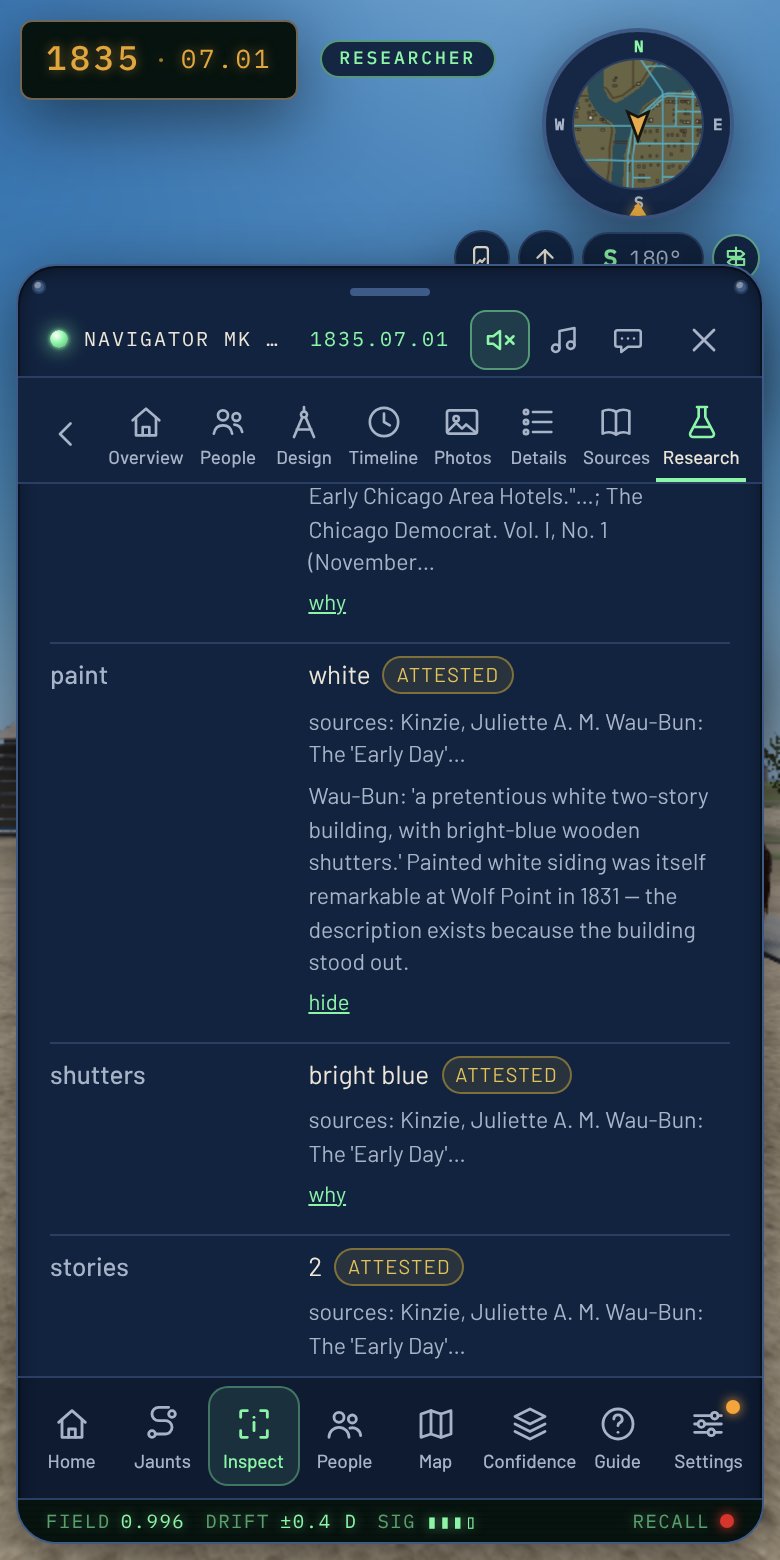 1835 · 07.01
RESEARCHER
N
W
E
S
S 180°
NAVIGATOR MK …
1835.07.01
Overview
People
Design
Timeline
Photos
Details
Sources
Research
Early Chicago Area Hotels."...; The
Chicago Democrat. Vol. I, No. 1
(November...
why
paint
white ATTESTED
sources: Kinzie, Juliette A. M. Wau-Bun:
The 'Early Day'...
Wau-Bun: 'a pretentious white two-story
building, with bright-blue wooden
shutters.' Painted white siding was itself
remarkable at Wolf Point in 1831 — the
description exists because the building
stood out.
hide
shutters
bright blue ATTESTED
sources: Kinzie, Juliette A. M. Wau-Bun:
The 'Early Day'...
why
stories
2 ATTESTED
sources: Kinzie, Juliette A. M. Wau-Bun:
The 'Early Day'...
Home
Jaunts
Inspect
People
Map
Confidence
Guide
Settings
FIELD 0.996 DRIFT ±0.4 D SIG
RECALL